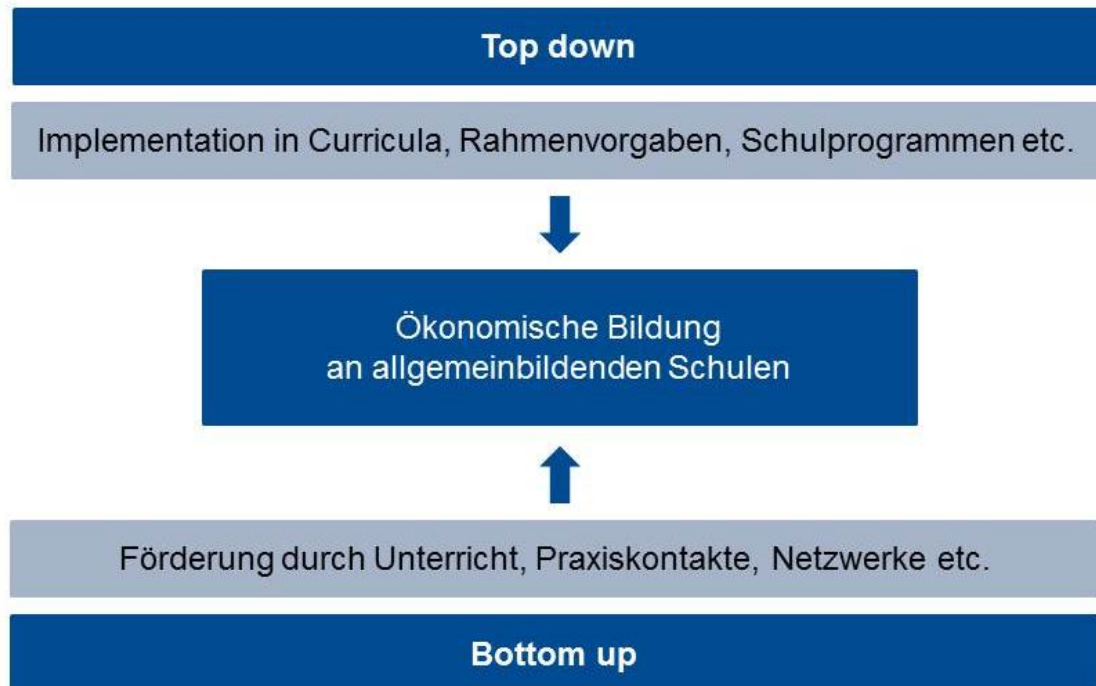 Top down
Implementation in Curricula, Rahmenvorgaben, Schulprogrammen etc.
Ökonomische Bildung
an allgemeinbildenden Schulen
Förderung durch Unterricht, Praxiskontakte, Netzwerke etc.
Bottom up